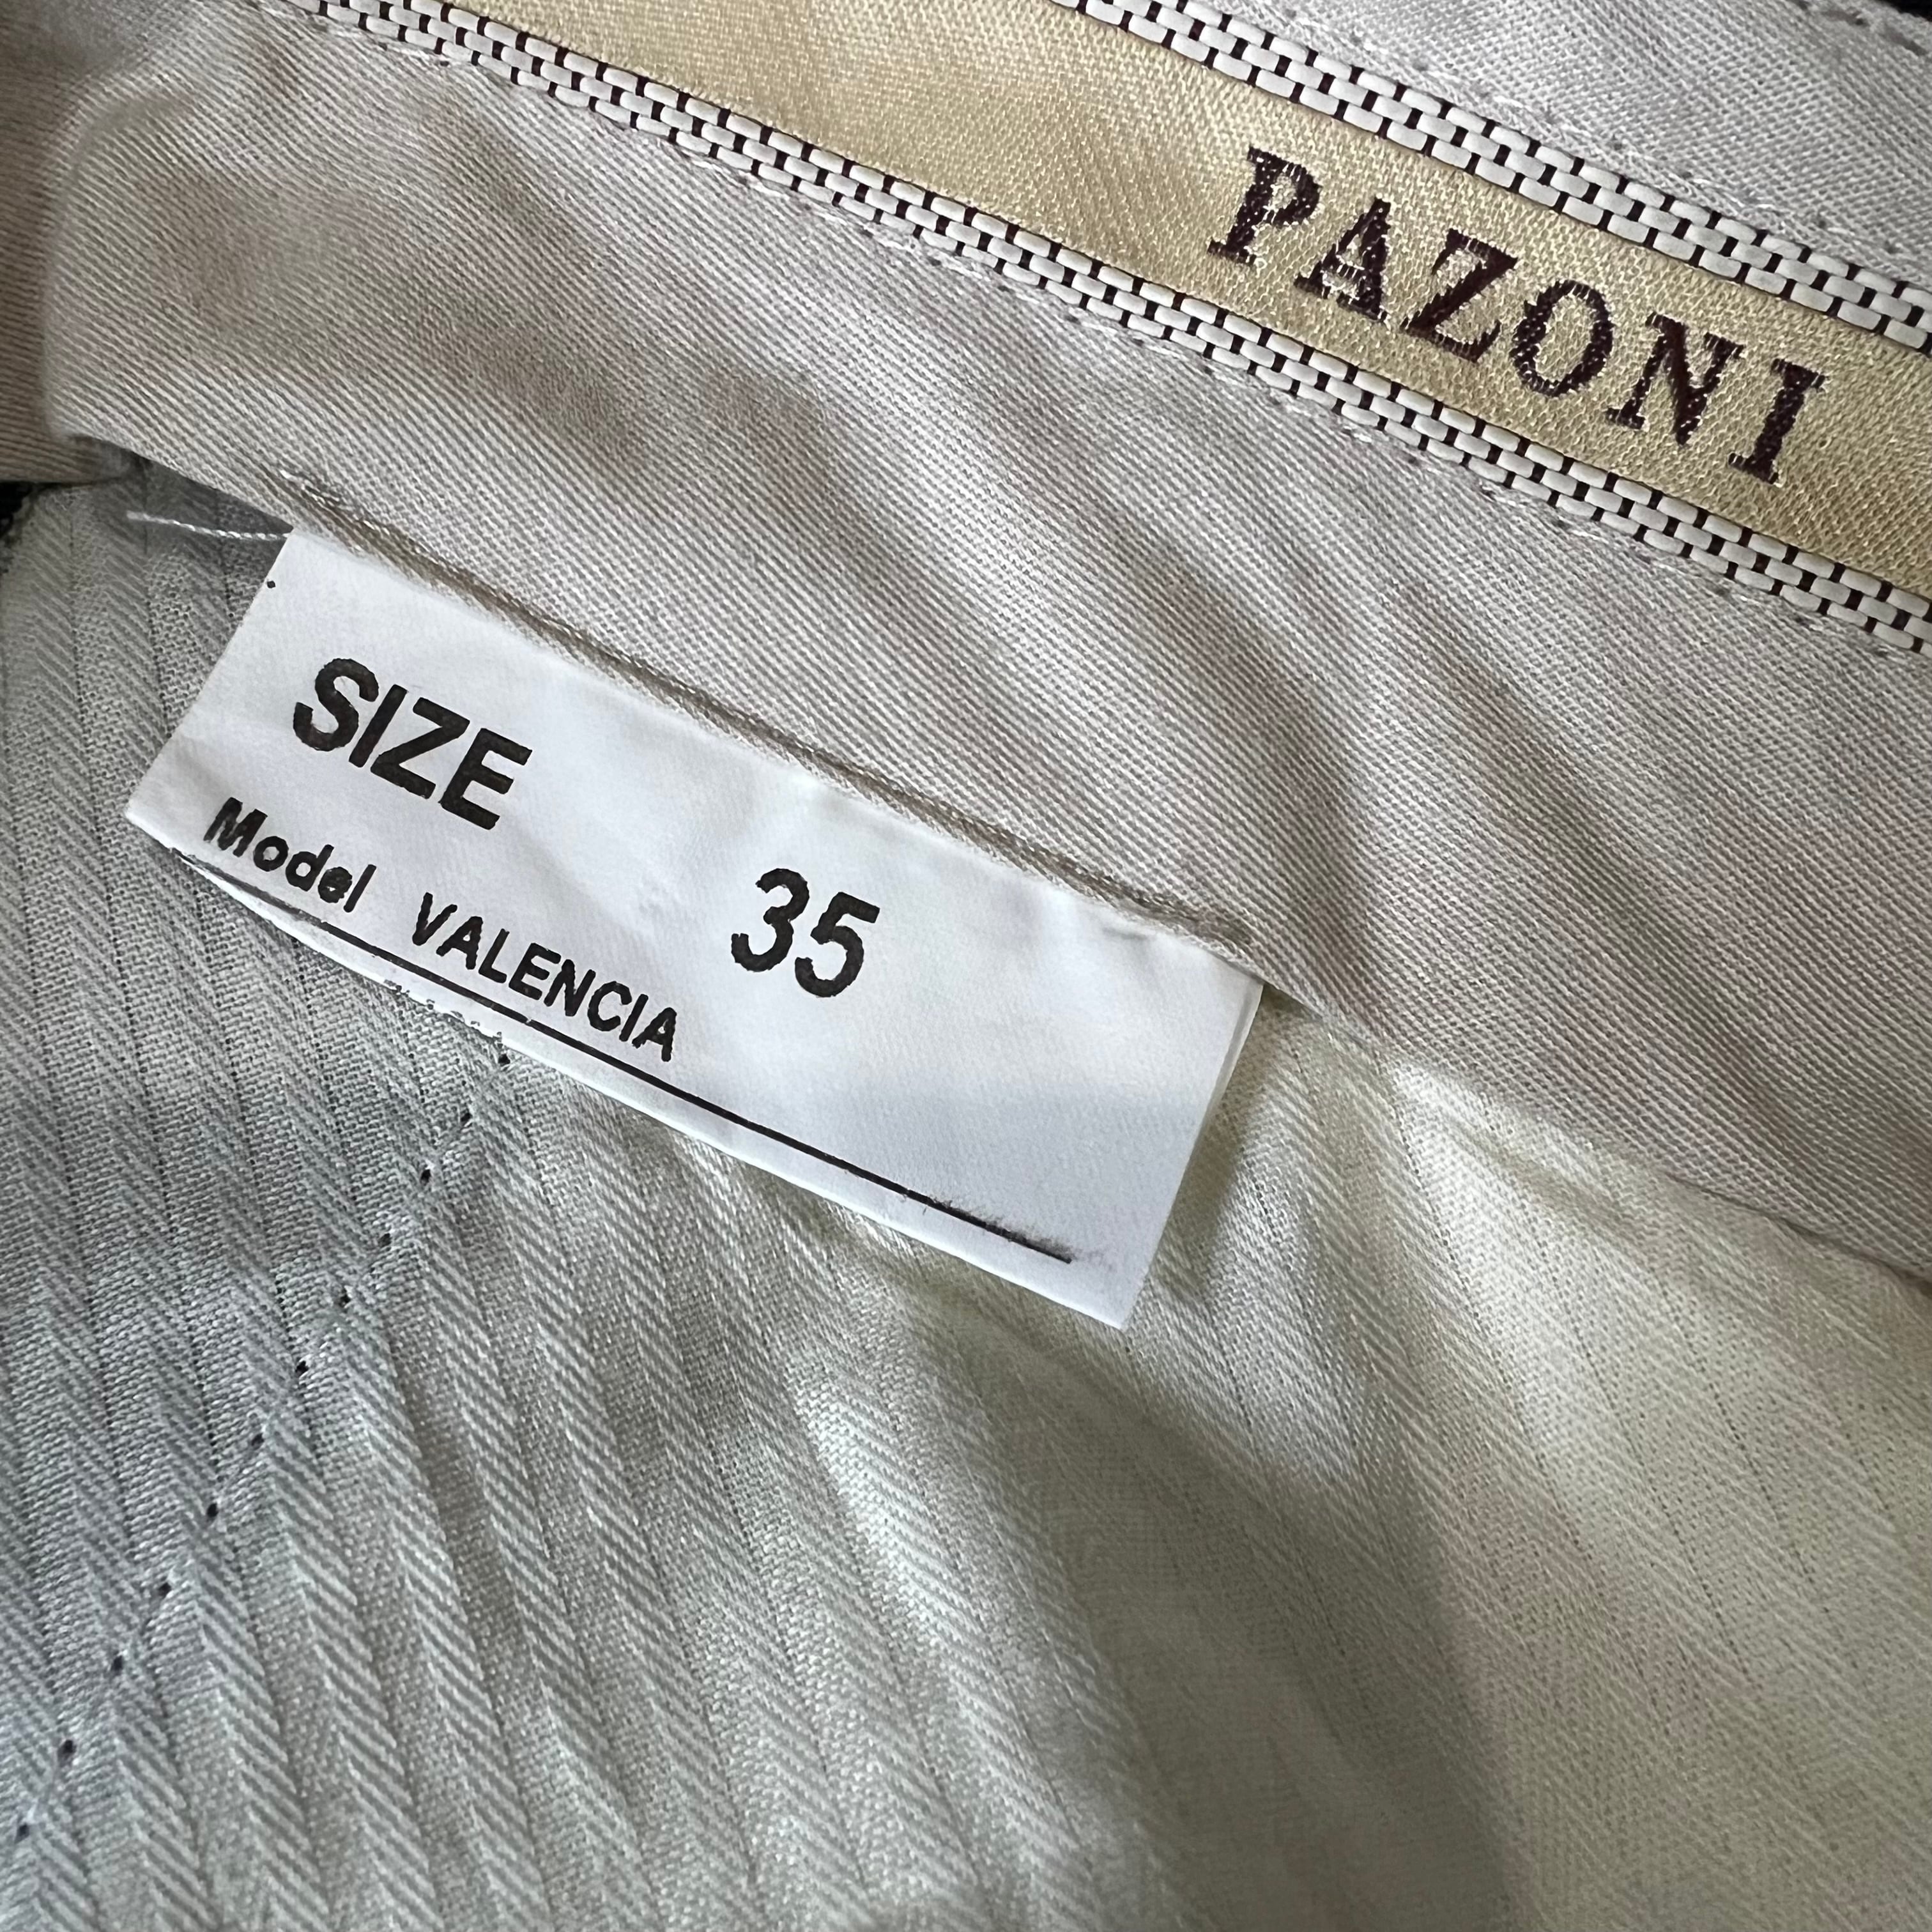 PAZONI
SIZE 35
Model VALENCIA